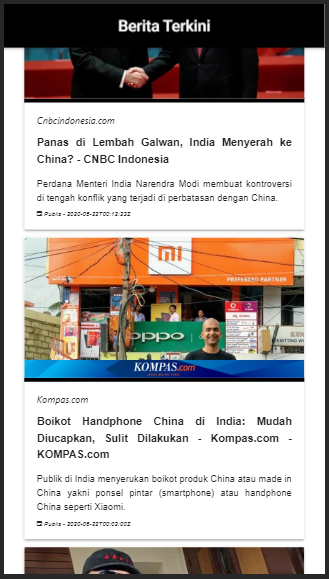 Berita Terkini
Cnbcindonesia.com
Panas di Lembah Galwan, India Menyerah ke
China? - CNBC Indonesia
Perdana Menteri India Narendra Modi membuat kontroversi
di tengah konflik yang terjadi di perbatasan dengan China.
Publis - 2020-06-22T00:12:23Z
mi
PREFERRED PARTNER
oppo
KOMPAS.com
Kompas.com
Boikot Handphone China di India: Mudah
Diucapkan, Sulit Dilakukan - Kompas.com -
KOMPAS.com
Publik di India menyerukan boikot produk China atau made in
China yakni ponsel pintar (smartphone) atau handphone
China seperti Xiaomi.
Publis - 2020-06-22T00:02:00Z